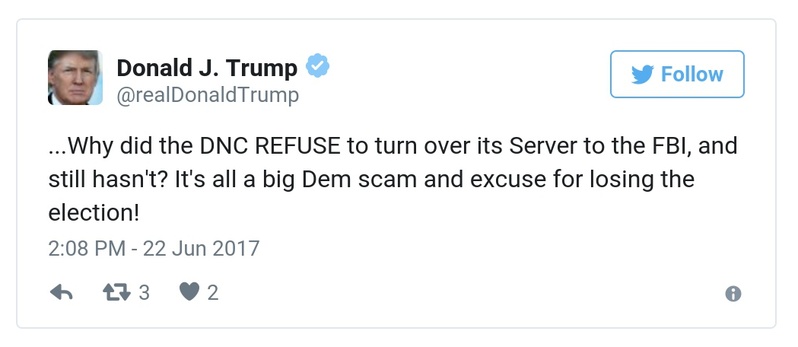 Donald J. Trump
@realDonaldTrump
Follow
...Why did the DNC REFUSE to turn over its Server to the FBI, and
still hasn't? It's all a big Dem scam and excuse for losing the
election!
2:08 PM - 22 Jun 2017
3 2